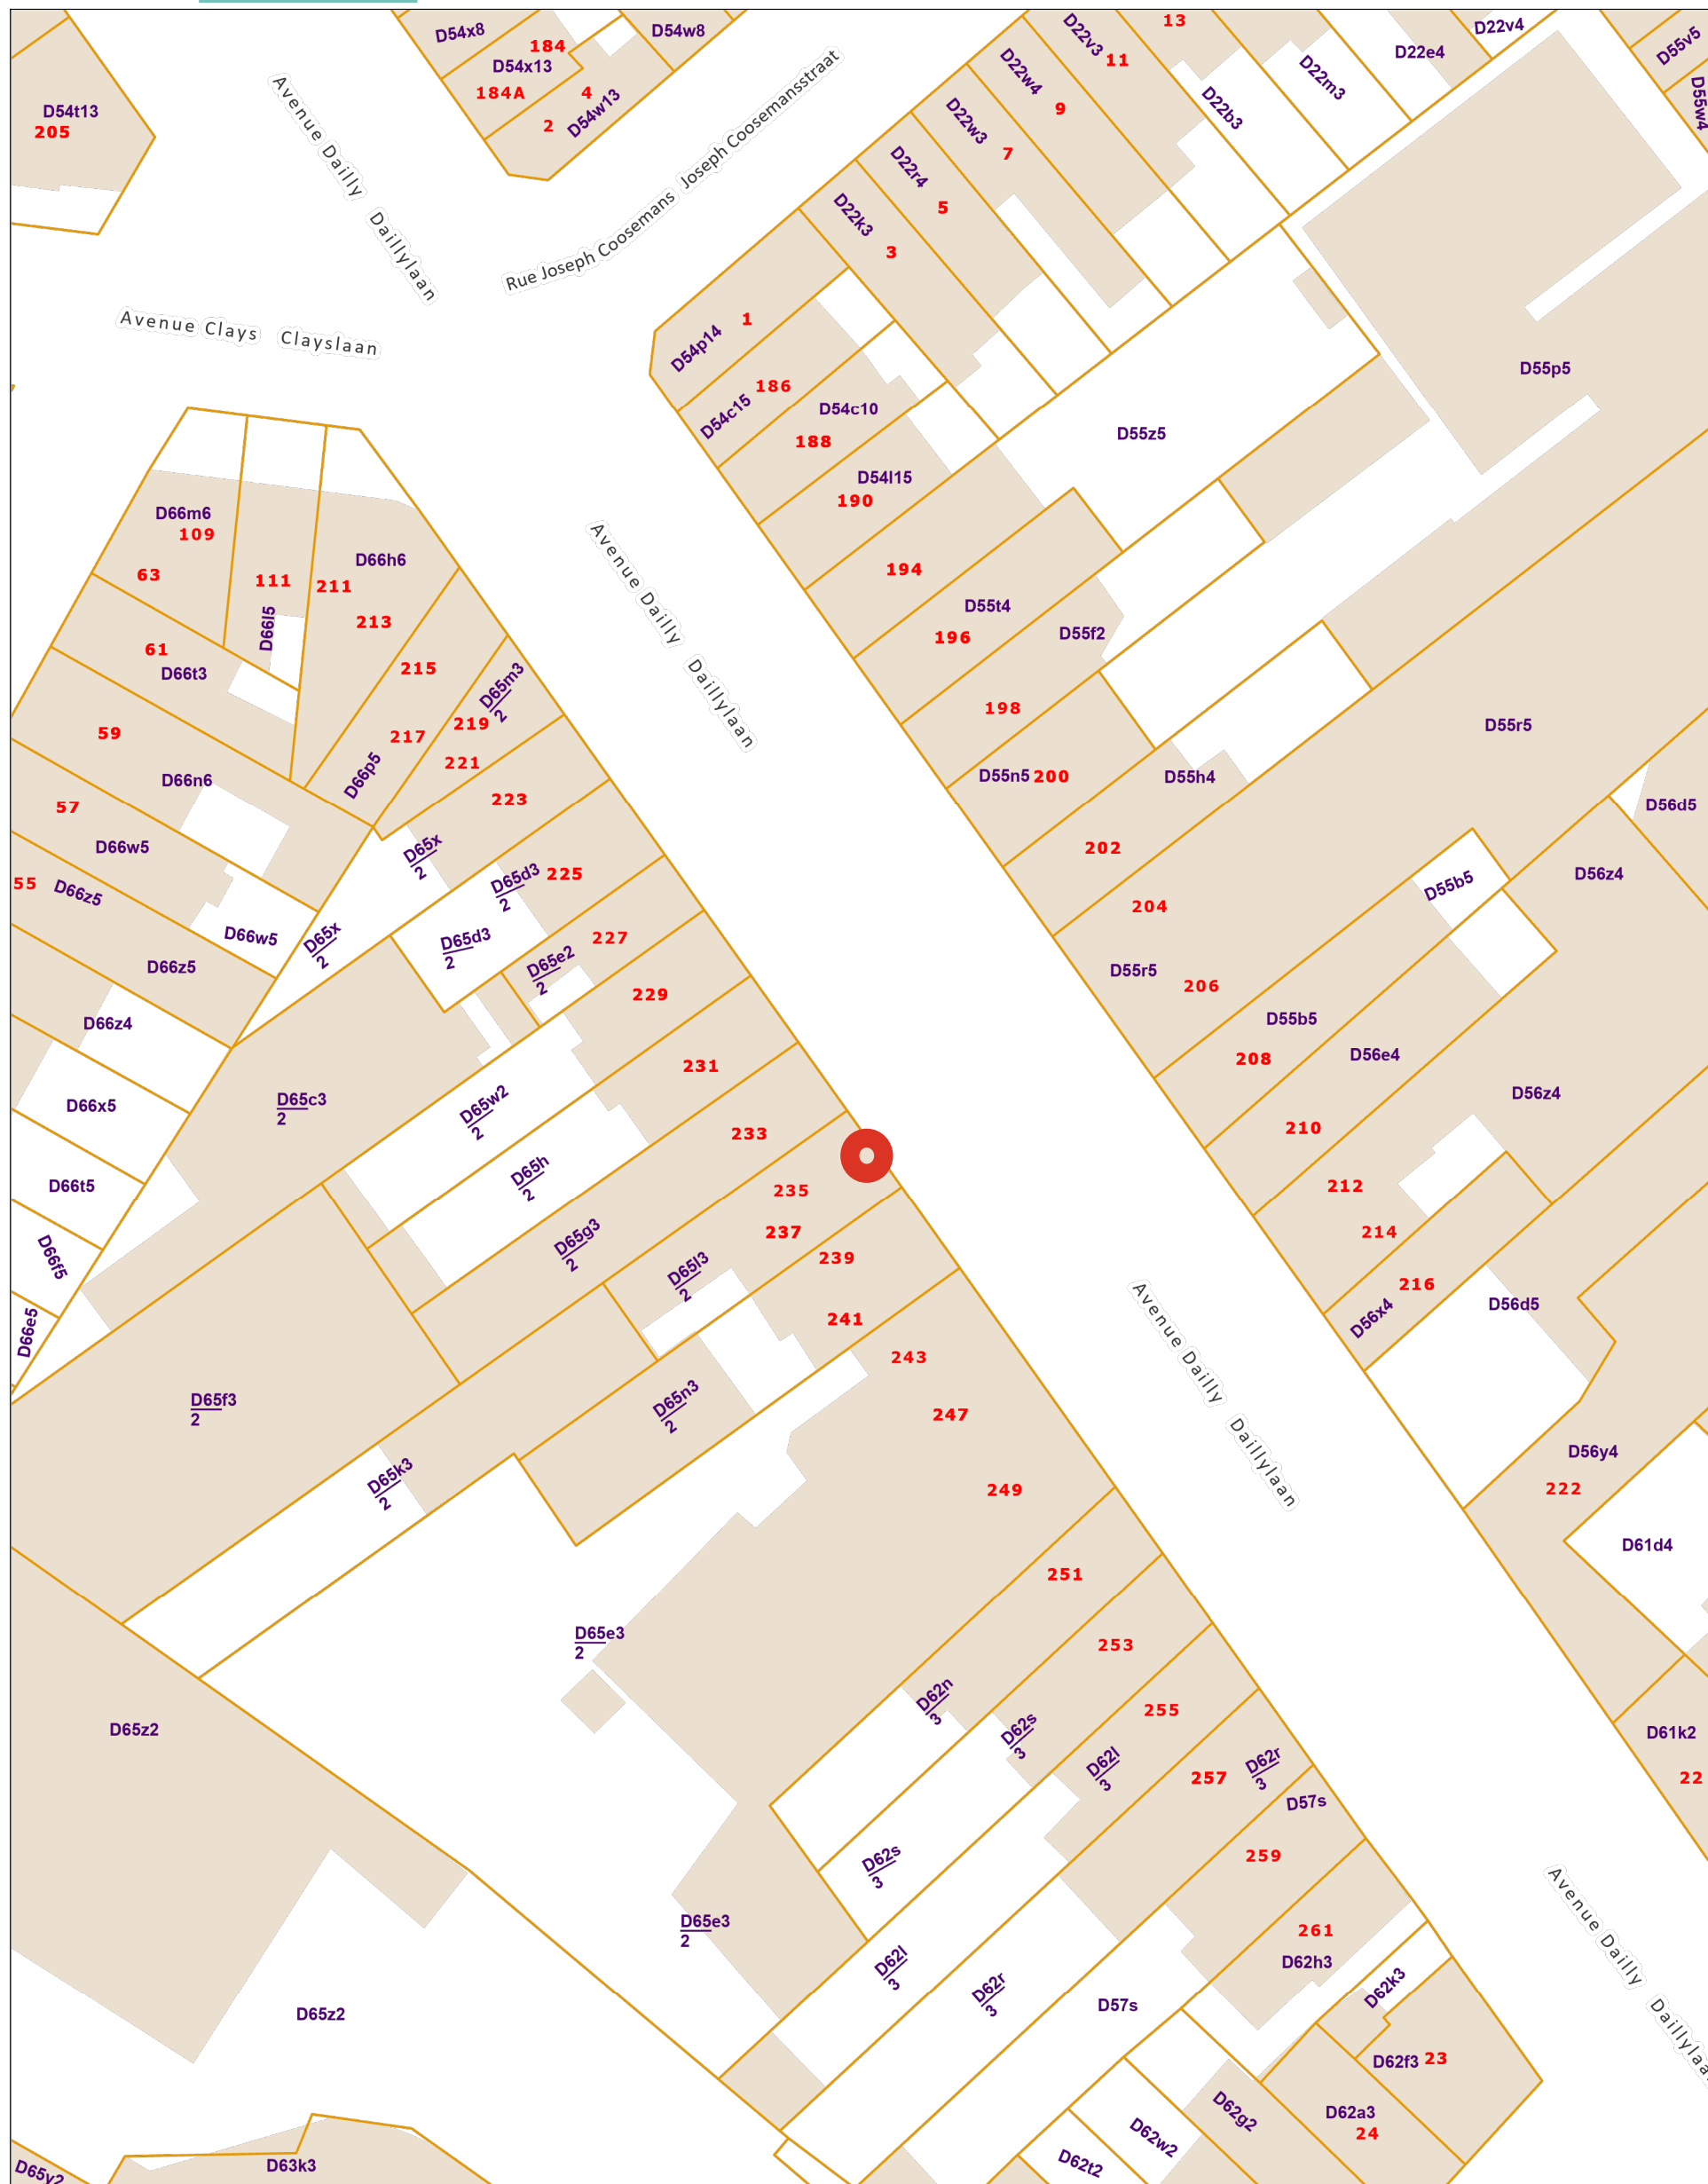 D54x8
184
D54x13
184A
D54w8
4
2
D54w13
D54t13
205
Avenue Dailly Daillylaan
Rue Joseph Coosemans Joseph Coosemansstraat
Avenue Clays Clayslaan
D22v3
11
13
D22w4
9
D22w3
7
D22r4
5
D22k3
3
D22b3
D22m3
D22e4
D22v4
D55v5
D55w4
D54p14
1
D54c15
186
D54c10
188
D54l15
190
D55z5
D55p5
194
D55t4
196
D55f2
198
D55n5
200
D55h4
202
D55r5
204
D55r5
206
D55b5
D55b5
208
D56e4
210
D56d5
D56z4
D56z4
212
214
216
D56x4
D56d5
D56y4
222
D61d4
D61k2
22
D66m6
109
63
111
D66l5
D66h6
211
213
61
D66t3
215
217
D66p5
219
221
D65m3
2
59
D66n6
57
D66w5
55
D66z5
D66w5
D66z5
D66z4
D66x5
D66t5
D66f5
D66e5
Avenue Dailly Daillylaan
223
D65x
2
D65x
2
D65d3
2
225
D65d3
2
D65e2
2
227
229
231
233
235
237
239
241
243
247
249
D65c3
2
D65w2
2
D65h
2
D65g3
2
D65l3
2
D65n3
2
D65f3
2
D65k3
2
D65e3
2
D65e3
2
D65z2
D65z2
D65y2
D63k3
Avenue Dailly Daillylaan
251
D62n
3
253
D62s
3
D62s
3
255
D62l
3
D62l
3
257
D62r
3
D62r
3
D57s
259
D57s
261
D62h3
D62k3
D62f3
23
D62a3
24
D62g2
D62w2
D62t2
Avenue Dailly Daillylaan